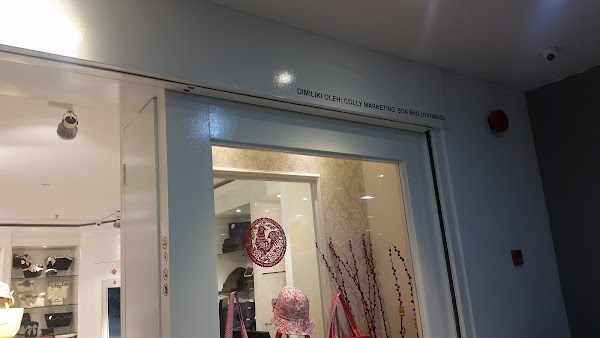 DIMILIKI OLEH: COLLY MARKETING SDN BHD